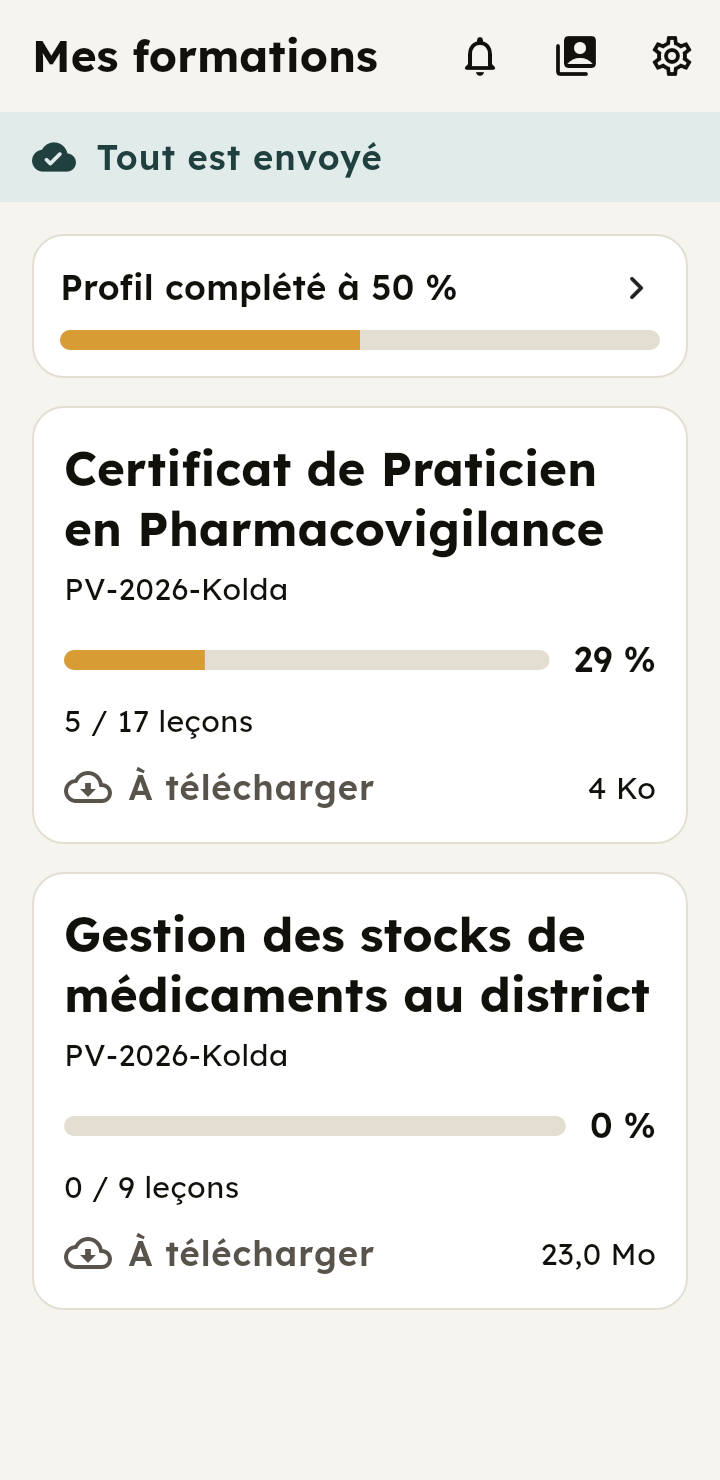 Mes formations
Tout est envoyé
Profil complété à 50 %
Certificat de Praticien
en Pharmacovigilance
PV-2026-Kolda
29 %
5 / 17 leçons
À télécharger
4 Ko
Gestion des stocks de
médicaments au district
PV-2026-Kolda
0 %
0 / 9 leçons
À télécharger
23,0 Mo